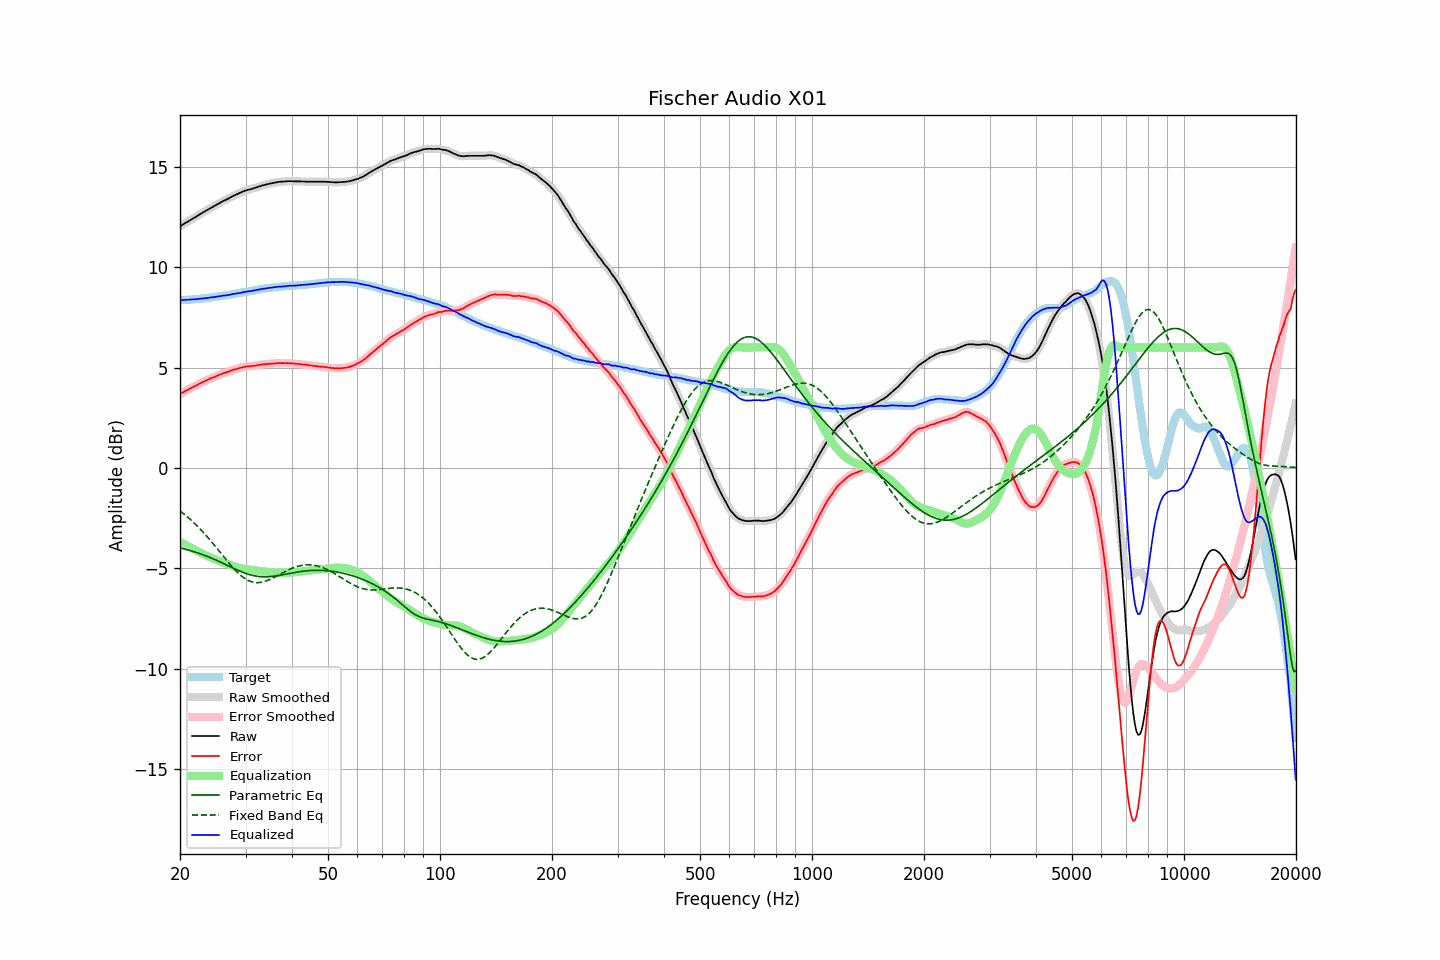 Fischer Audio X01
Amplitude (dBr)
15
10
5
0
−5
−10
−15
Target
Raw Smoothed
Error Smoothed
Raw
Error
Equalization
Parametric Eq
Fixed Band Eq
Equalized
20 50 100 200 500 1000 2000 5000 10000 20000
Frequency (Hz)